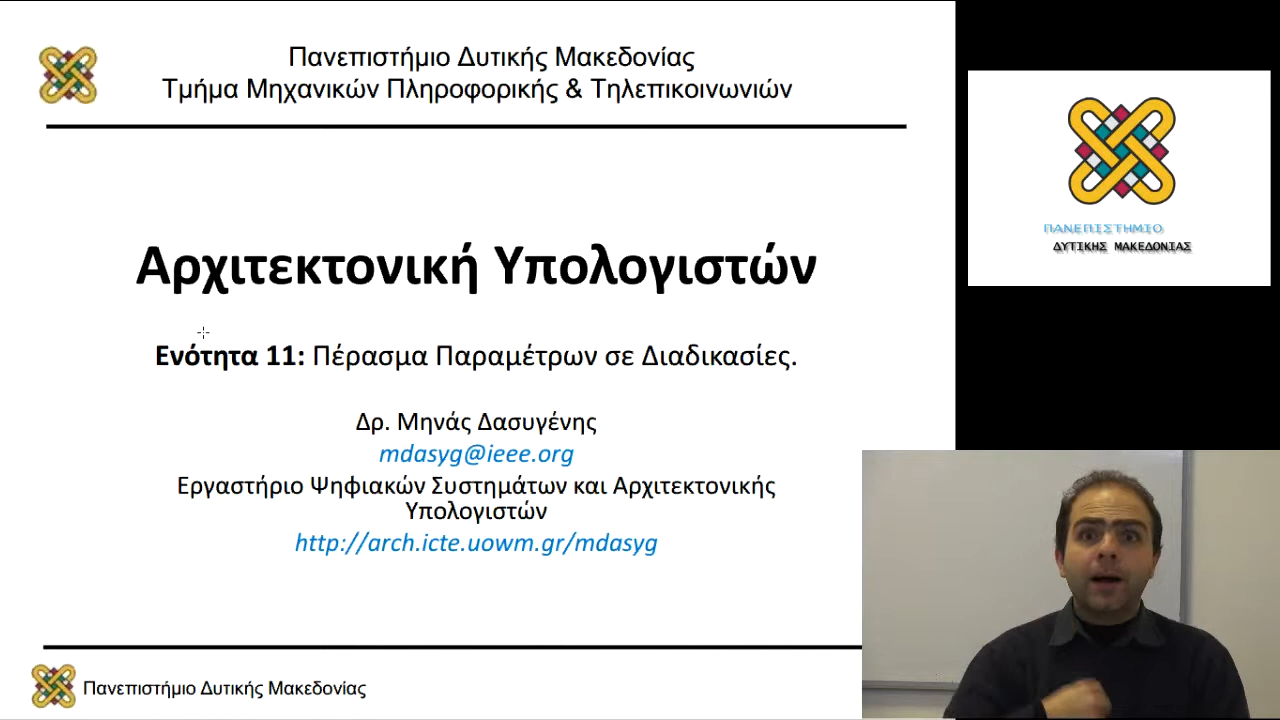 Πανεπιστήμιο Δυτικής Μακεδονίας
Τμήμα Μηχανικών Πληροφορικής & Τηλεπικοινωνιών
ΠΑΝΕΠΙΣΤΗΜΙΟ
ΔΥΤΙΚΗΣ ΜΑΚΕΔΟΝΙΑΣ
Αρχιτεκτονική Υπολογιστών
Ενότητα 11: Πέρασμα Παραμέτρων σε Διαδικασίες.
Δρ. Μηνάς Δασυγένης
mdasyg@ieee.org
Εργαστήριο Ψηφιακών Συστημάτων και Αρχιτεκτονικής
Υπολογιστών
http://arch.icte.uowm.gr/mdasyg
Πανεπιστήμιο Δυτικής Μακεδονίας